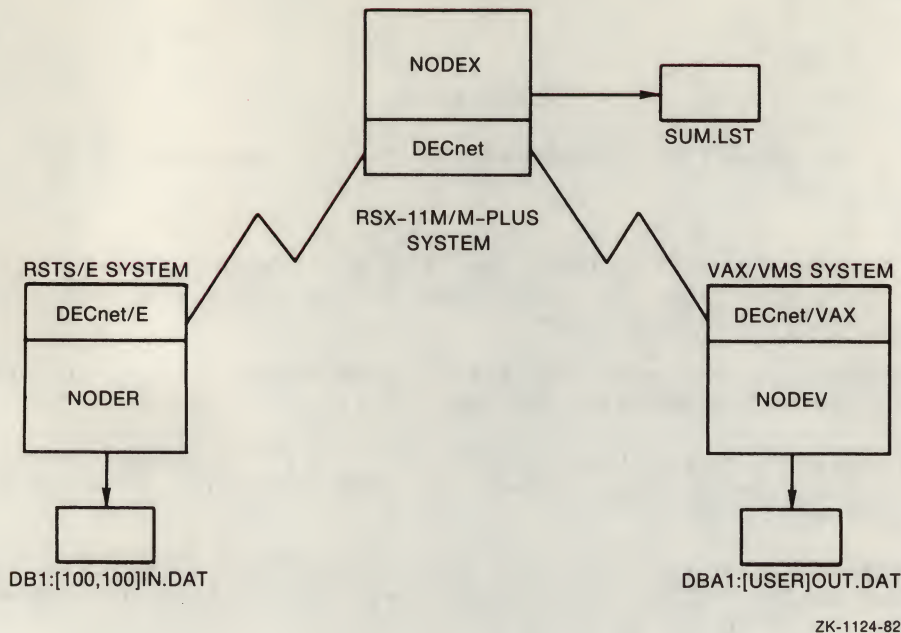 NODEX
SUM.LST
DECnet
RSX-11M/M-PLUS
SYSTEM
RSTS/E SYSTEM
VAX/VMS SYSTEM
DECnet/E
DECnet/VAX
NODER
NODEV
DB1:[100,100]IN.DAT
DBA1:[USER]OUT.DAT
ZK-1124-82